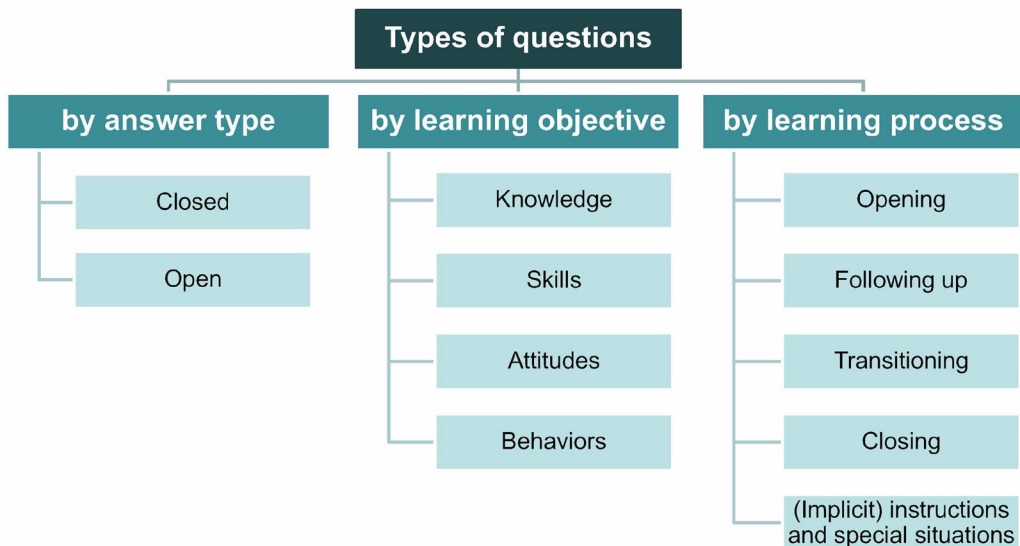 Types of questions
by answer type
Closed
Open
by learning objective
Knowledge
Skills
Attitudes
Behaviors
by learning process
Opening
Following up
Transitioning
Closing
(Implicit) instructions
and special situations